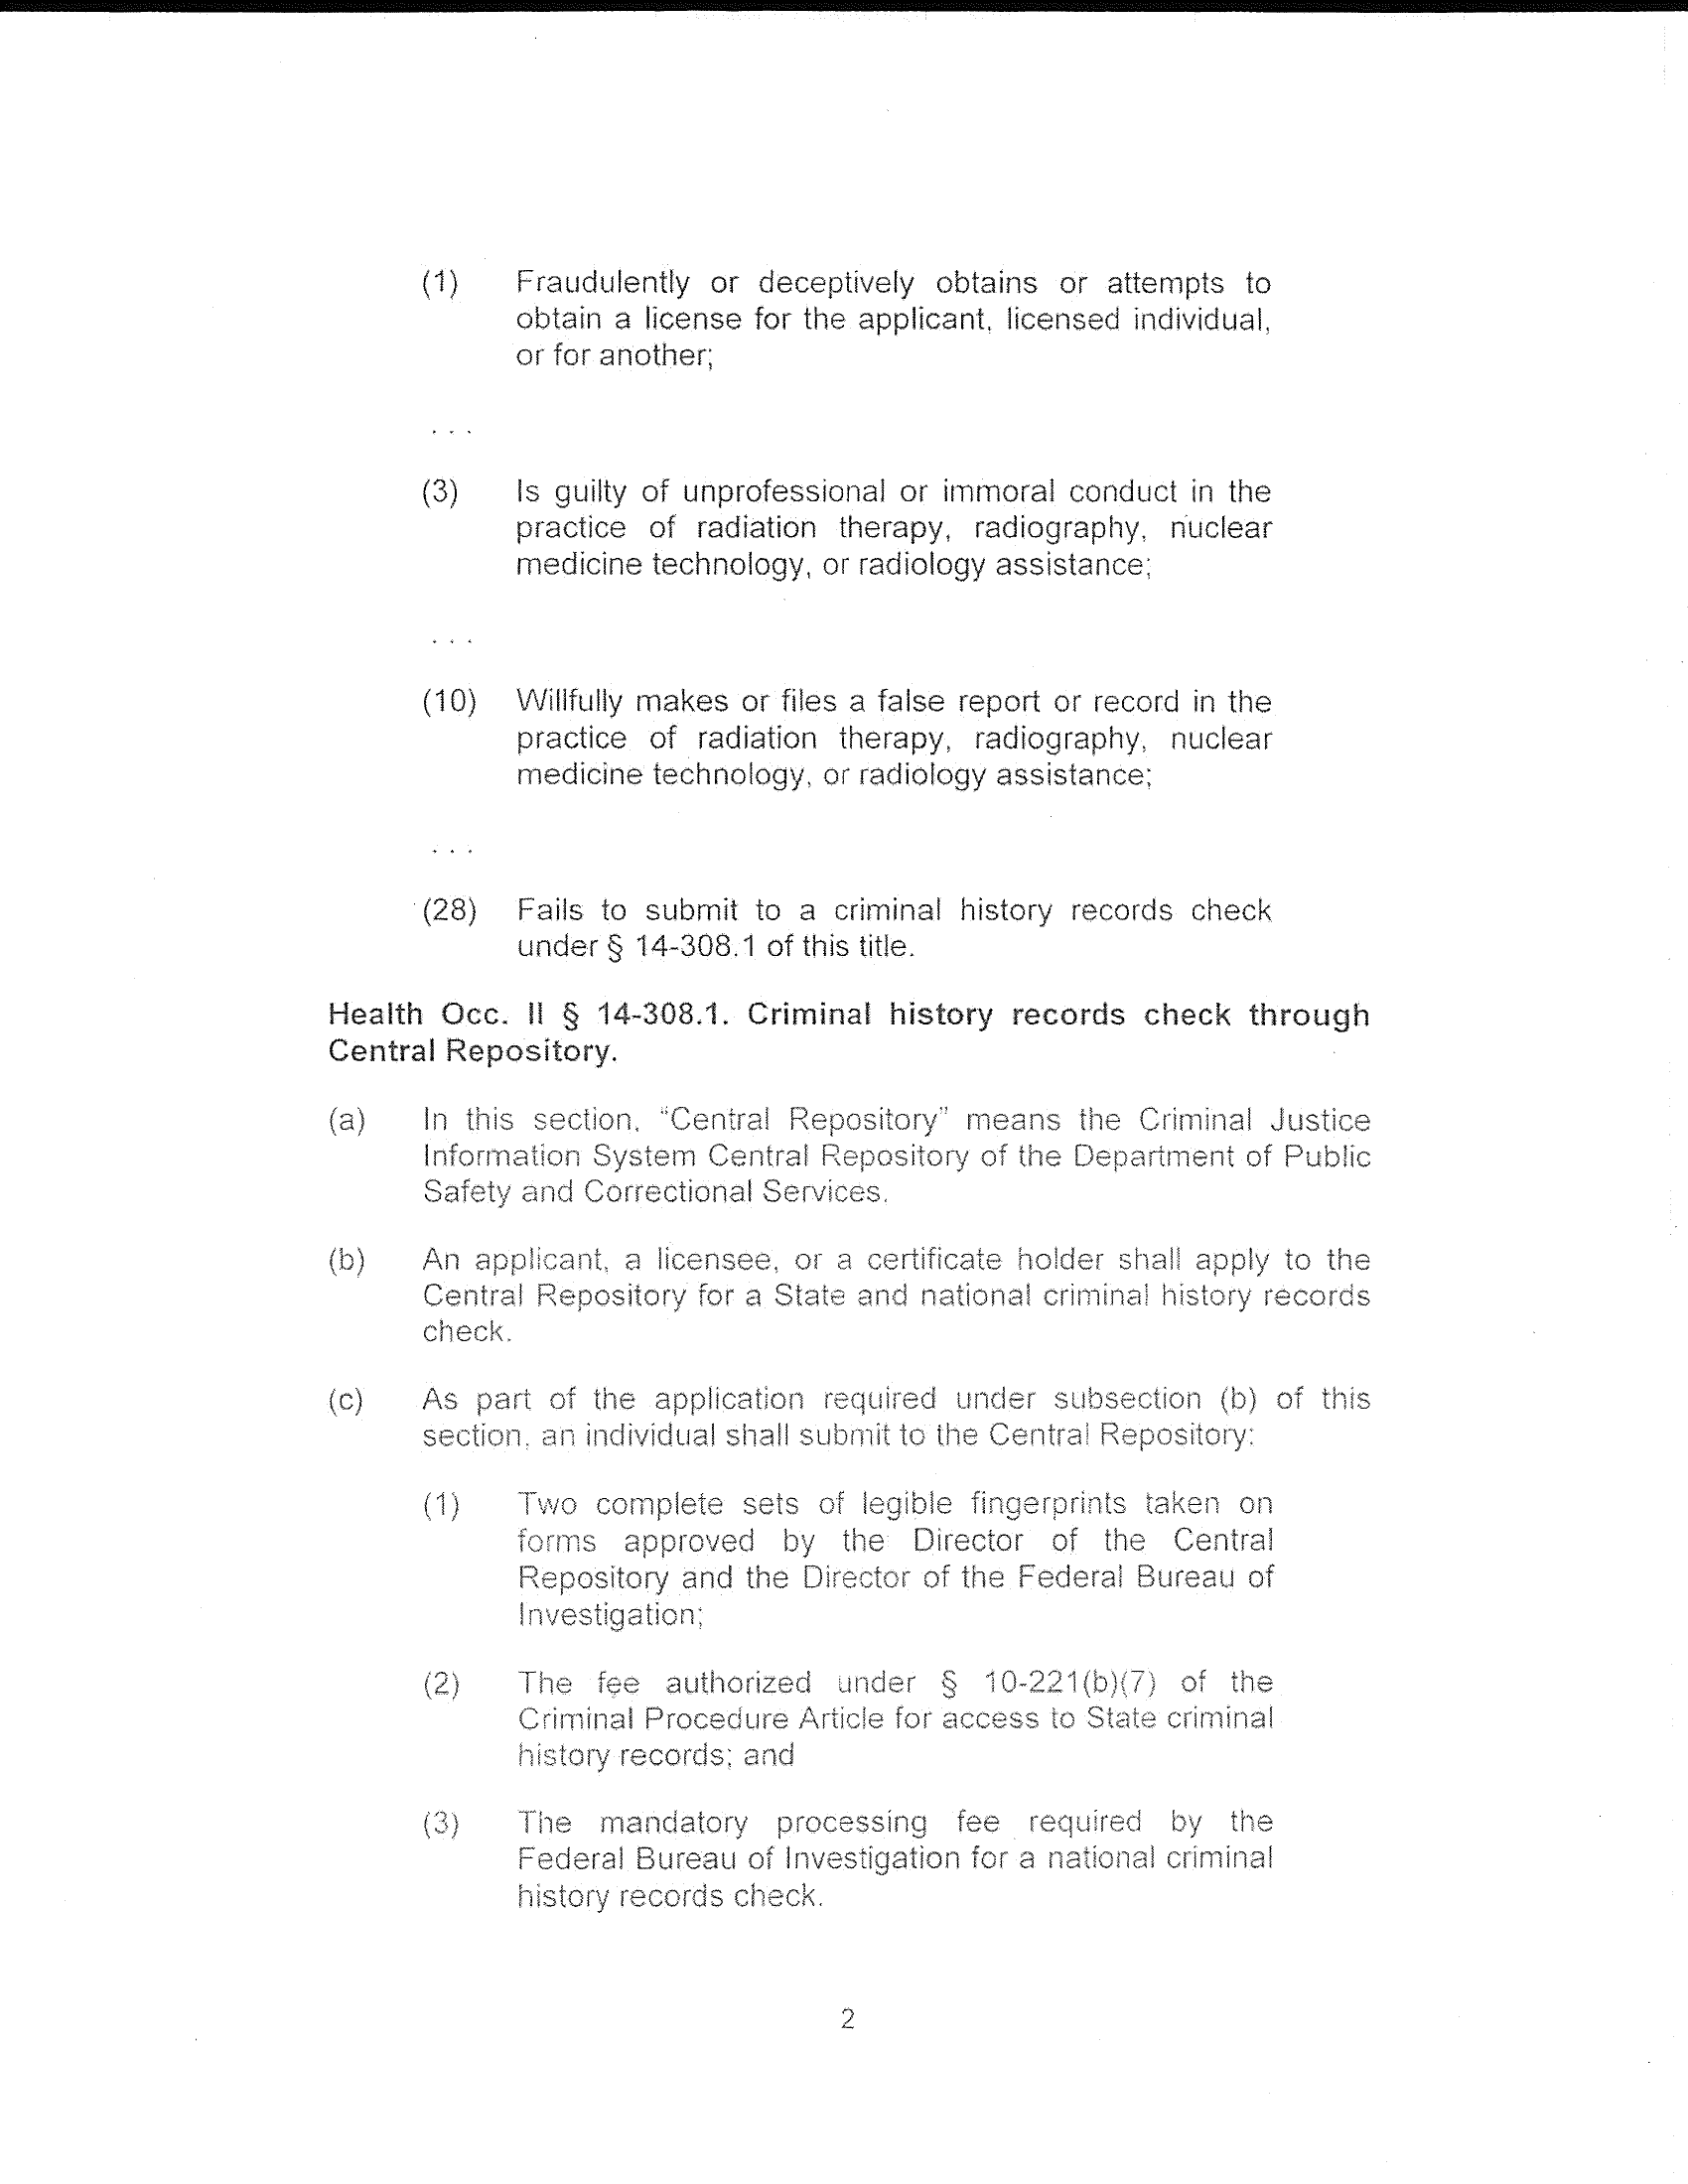 (1) Fraudulently or deceptively obtains or attempts to
obtain a license for the applicant, licensed individual,
or for another;
. . .
(3) Is guilty of unprofessional or immoral conduct in the
practice of radiation therapy, radiography, nuclear
medicine technology, or radiology assistance;
. . .
(10) Willfully makes or files a false report or record in the
practice of radiation therapy, radiography, nuclear
medicine technology, or radiology assistance;
. . .
(28) Fails to submit to a criminal history records check
under § 14-308.1 of this title.
Health Occ. II § 14-308.1. Criminal history records check through
Central Repository.
(a) In this section, “Central Repository” means the Criminal Justice
Information System Central Repository of the Department of Public
Safety and Correctional Services.
(b) An applicant, a licensee, or a certificate holder shall apply to the
Central Repository for a State and national criminal history records
check.
(c) As part of the application required under subsection (b) of this
section, an individual shall submit to the Central Repository:
(1) Two complete sets of legible fingerprints taken on
forms approved by the Director of the Central
Repository and the Director of the Federal Bureau of
Investigation;
(2) The fee authorized under § 10-221(b)(7) of the
Criminal Procedure Article for access to State criminal
history records; and
(3) The mandatory processing fee required by the
Federal Bureau of Investigation for a national criminal
history records check.
2